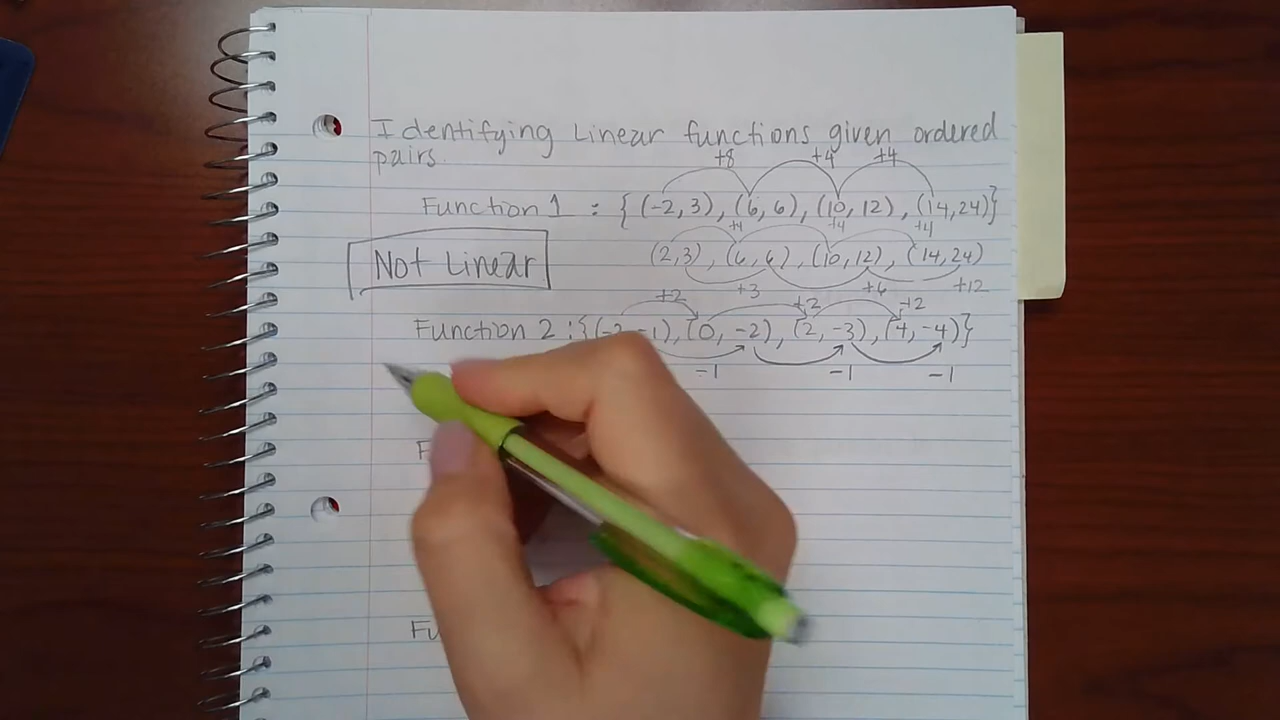 Identifying Linear functions given ordered
pairs.
+8 +4 +4
Function 1 : { (-2,3), (6,6), (10,12), (14,24)}
+4 +4 +4
Not Linear
(2,3), (6,6), (10,12), (14,24)
+3 +6 +12
+2 +2 +2
Function 2 : {(-2,-1), (0,-2), (2,-3), (4,-4)}
-1 -1 -1